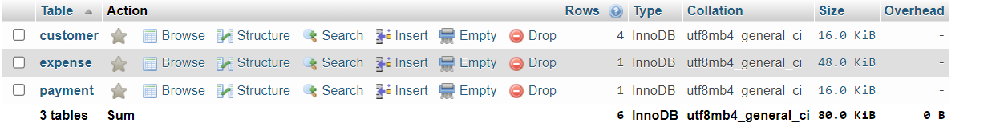 Table Action Rows Type Collation Size Overhead
customer Browse Structure Search Insert Empty Drop 4 InnoDB utf8mb4_general_ci 16.0 KiB -
expense Browse Structure Search Insert Empty Drop 1 InnoDB utf8mb4_general_ci 48.0 KiB -
payment Browse Structure Search Insert Empty Drop 1 InnoDB utf8mb4_general_ci 16.0 KiB -
3 tables Sum 6 InnoDB utf8mb4_general_ci 80.0 KiB 0 B